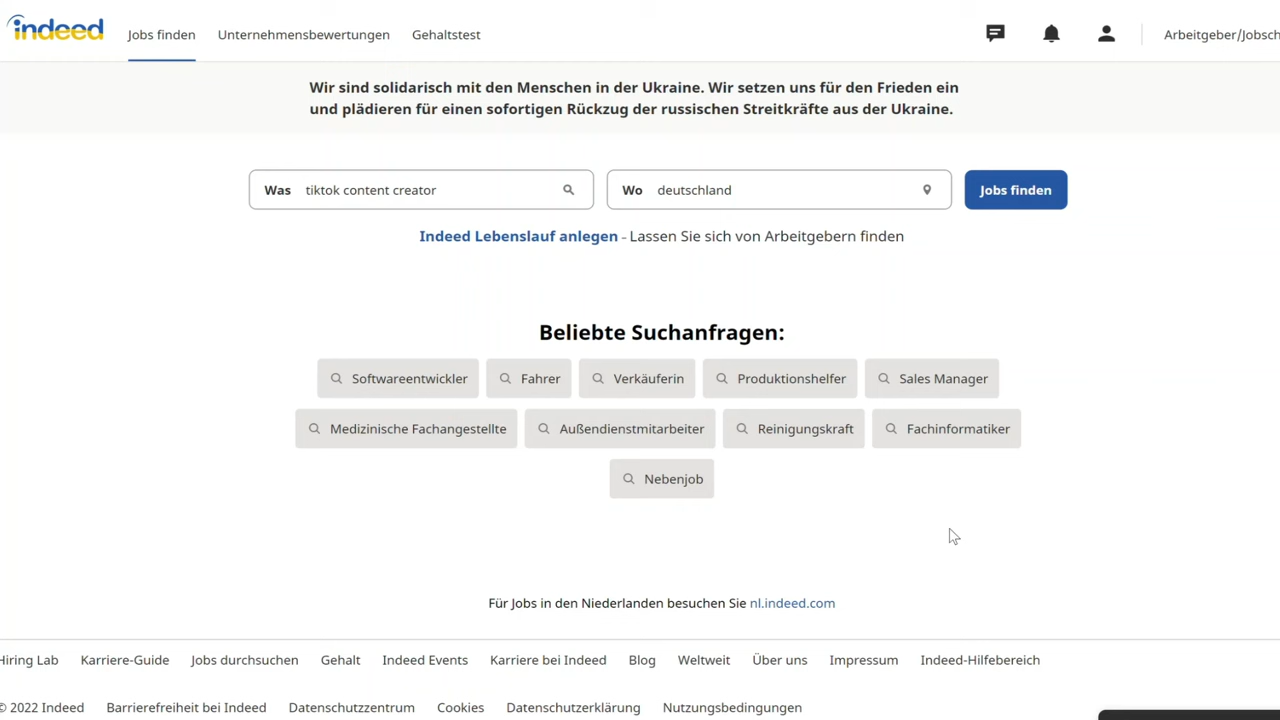 indeed
Jobs finden
Unternehmensbewertungen
Gehaltstest
Arbeitgeber/Jobsch
Wir sind solidarisch mit den Menschen in der Ukraine. Wir setzen uns für den Frieden ein
und plädieren für einen sofortigen Rückzug der russischen Streitkräfte aus der Ukraine.
Was tiktok content creator
Wo deutschland
Jobs finden
Indeed Lebenslauf anlegen - Lassen Sie sich von Arbeitgebern finden
Beliebte Suchanfragen:
Softwareentwickler
Fahrer
Verkäuferin
Produktionshelfer
Sales Manager
Medizinische Fachangestellte
Außendienstmitarbeiter
Reinigungskraft
Fachinformatiker
Nebenjob
Für Jobs in den Niederlanden besuchen Sie nl.indeed.com
Hiring Lab
Karriere-Guide
Jobs durchsuchen
Gehalt
Indeed Events
Karriere bei Indeed
Blog
Weltweit
Über uns
Impressum
Indeed-Hilfebereich
© 2022 Indeed
Barrierefreiheit bei Indeed
Datenschutzzentrum
Cookies
Datenschutzerklärung
Nutzungsbedingungen